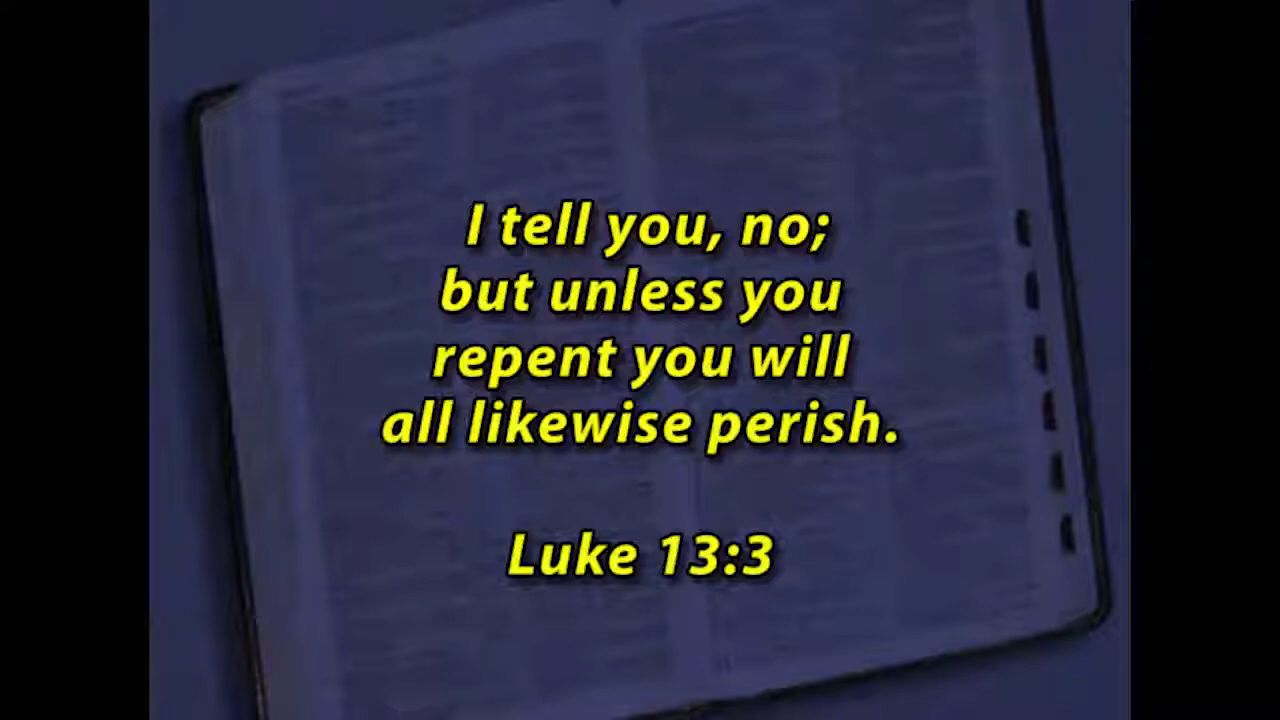 I tell you, no;
but unless you
repent you will
all likewise perish.
Luke 13:3